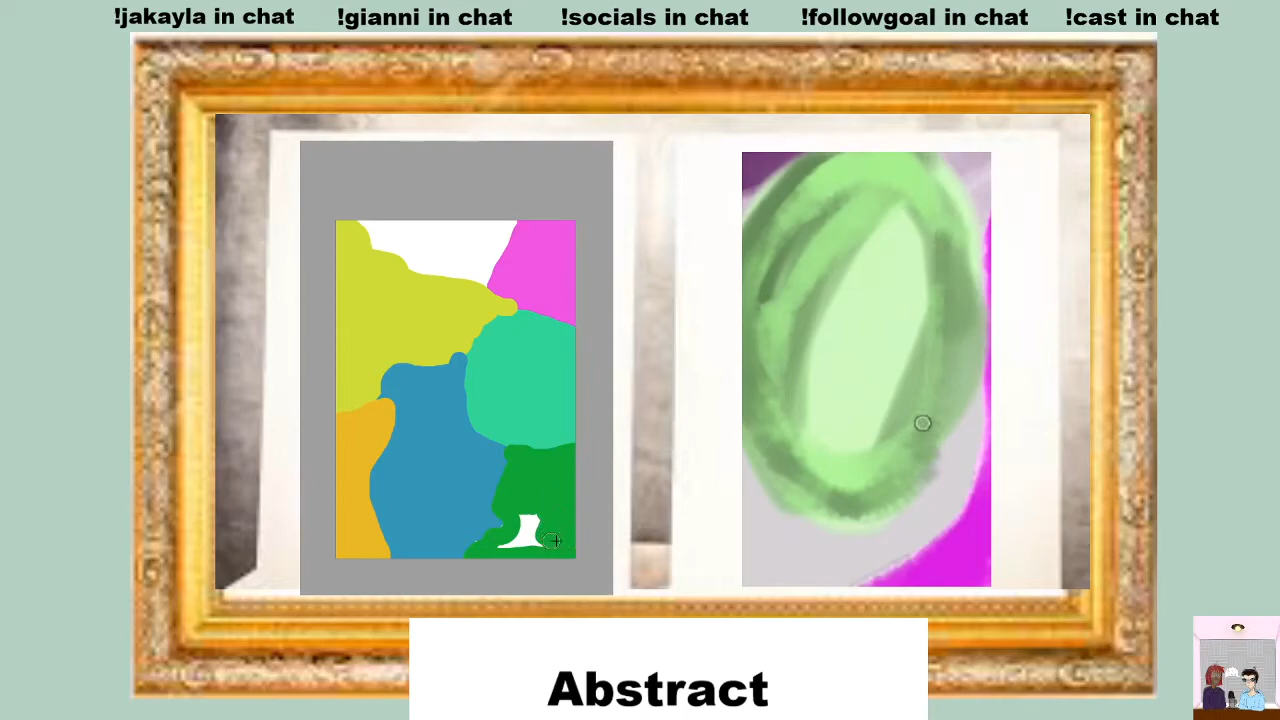 !jakayla in chat !gianni in chat !socials in chat !followgoal in chat !cast in chat
Abstract